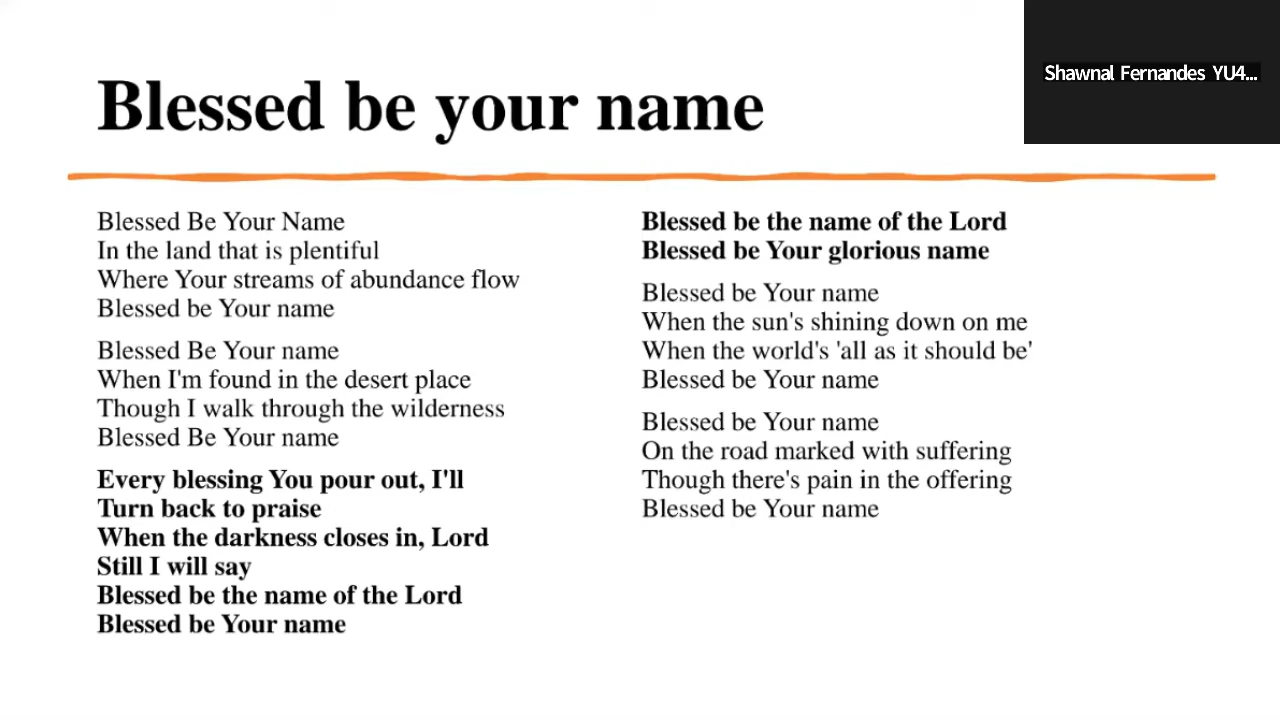 Blessed be your name
Shawnal Fernandes YU4...
Blessed Be Your Name
In the land that is plentiful
Where Your streams of abundance flow
Blessed be Your name
Blessed Be Your name
When I'm found in the desert place
Though I walk through the wilderness
Blessed Be Your name
Every blessing You pour out, I'll
Turn back to praise
When the darkness closes in, Lord
Still I will say
Blessed be the name of the Lord
Blessed be Your name
Blessed be the name of the Lord
Blessed be Your glorious name
Blessed be Your name
When the sun's shining down on me
When the world's 'all as it should be'
Blessed be Your name
Blessed be Your name
On the road marked with suffering
Though there's pain in the offering
Blessed be Your name